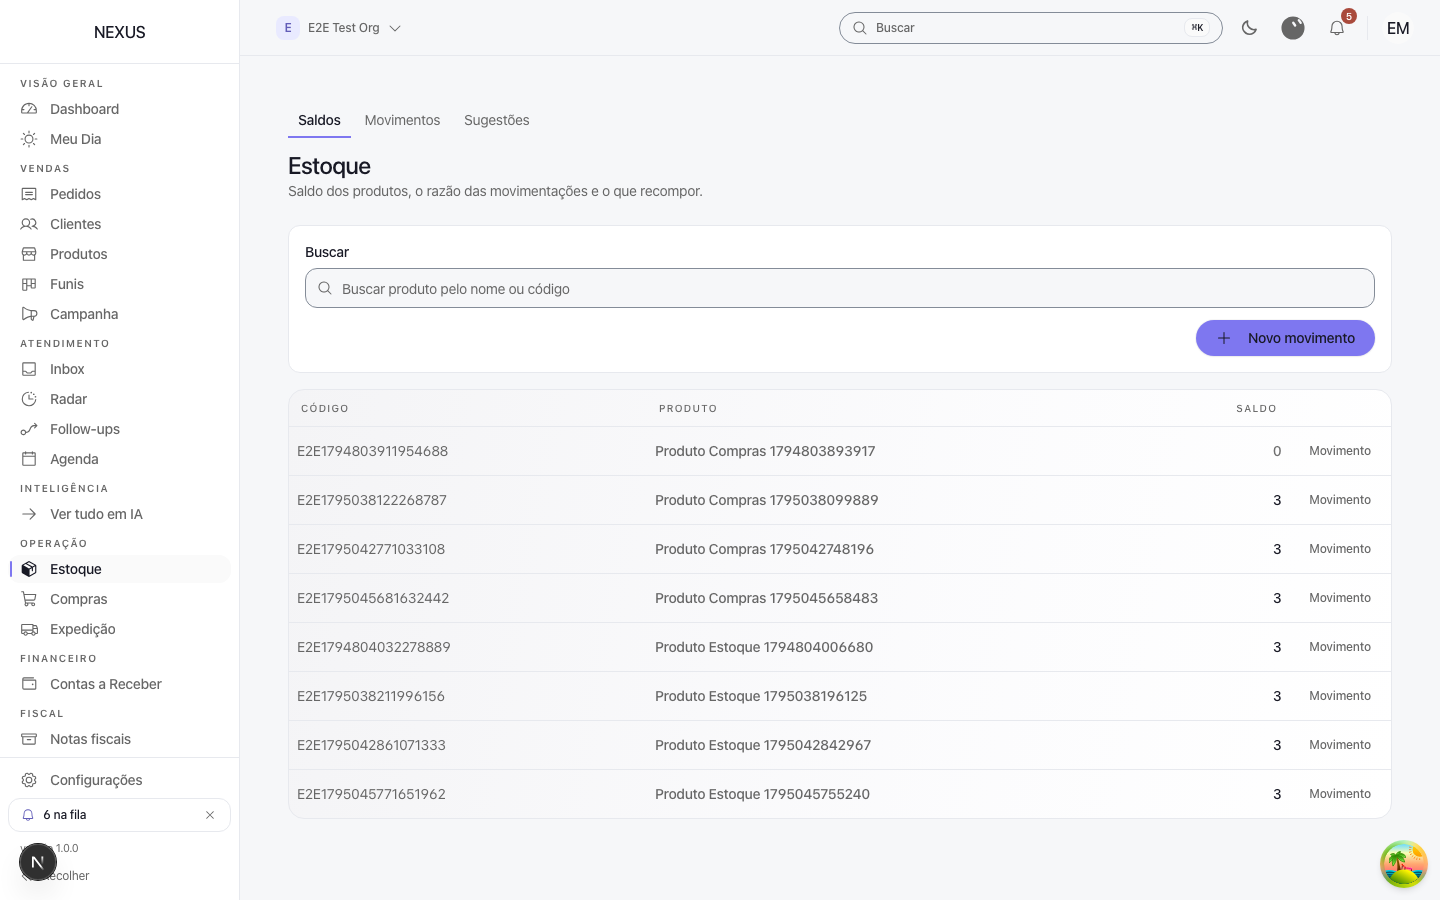 NEXUS
E
E2E Test Org
Buscar
⌘K
5
EM
VISÃO GERAL
Dashboard
Meu Dia
VENDAS
Pedidos
Clientes
Produtos
Funis
Campanha
ATENDIMENTO
Inbox
Radar
Follow-ups
Agenda
INTELIGÊNCIA
Ver tudo em IA
OPERAÇÃO
Estoque
Compras
Expedição
FINANCEIRO
Contas a Receber
FISCAL
Notas fiscais
Configurações
6 na fila
1.0.0
N
Saldos Movimentos Sugestões
Estoque
Saldo dos produtos, o razão das movimentações e o que recompor.
Buscar
Buscar produto pelo nome ou código
Novo movimento
CÓDIGO PRODUTO SALDO
E2E1794803911954688 Produto Compras 1794803893917 0 Movimento
E2E1795038122268787 Produto Compras 1795038099889 3 Movimento
E2E1795042771033108 Produto Compras 1795042748196 3 Movimento
E2E1795045681632442 Produto Compras 1795045658483 3 Movimento
E2E1794804032278889 Produto Estoque 1794804006680 3 Movimento
E2E1795038211996156 Produto Estoque 1795038196125 3 Movimento
E2E1795042861071333 Produto Estoque 1795042842967 3 Movimento
E2E1795045771651962 Produto Estoque 1795045755240 3 Movimento